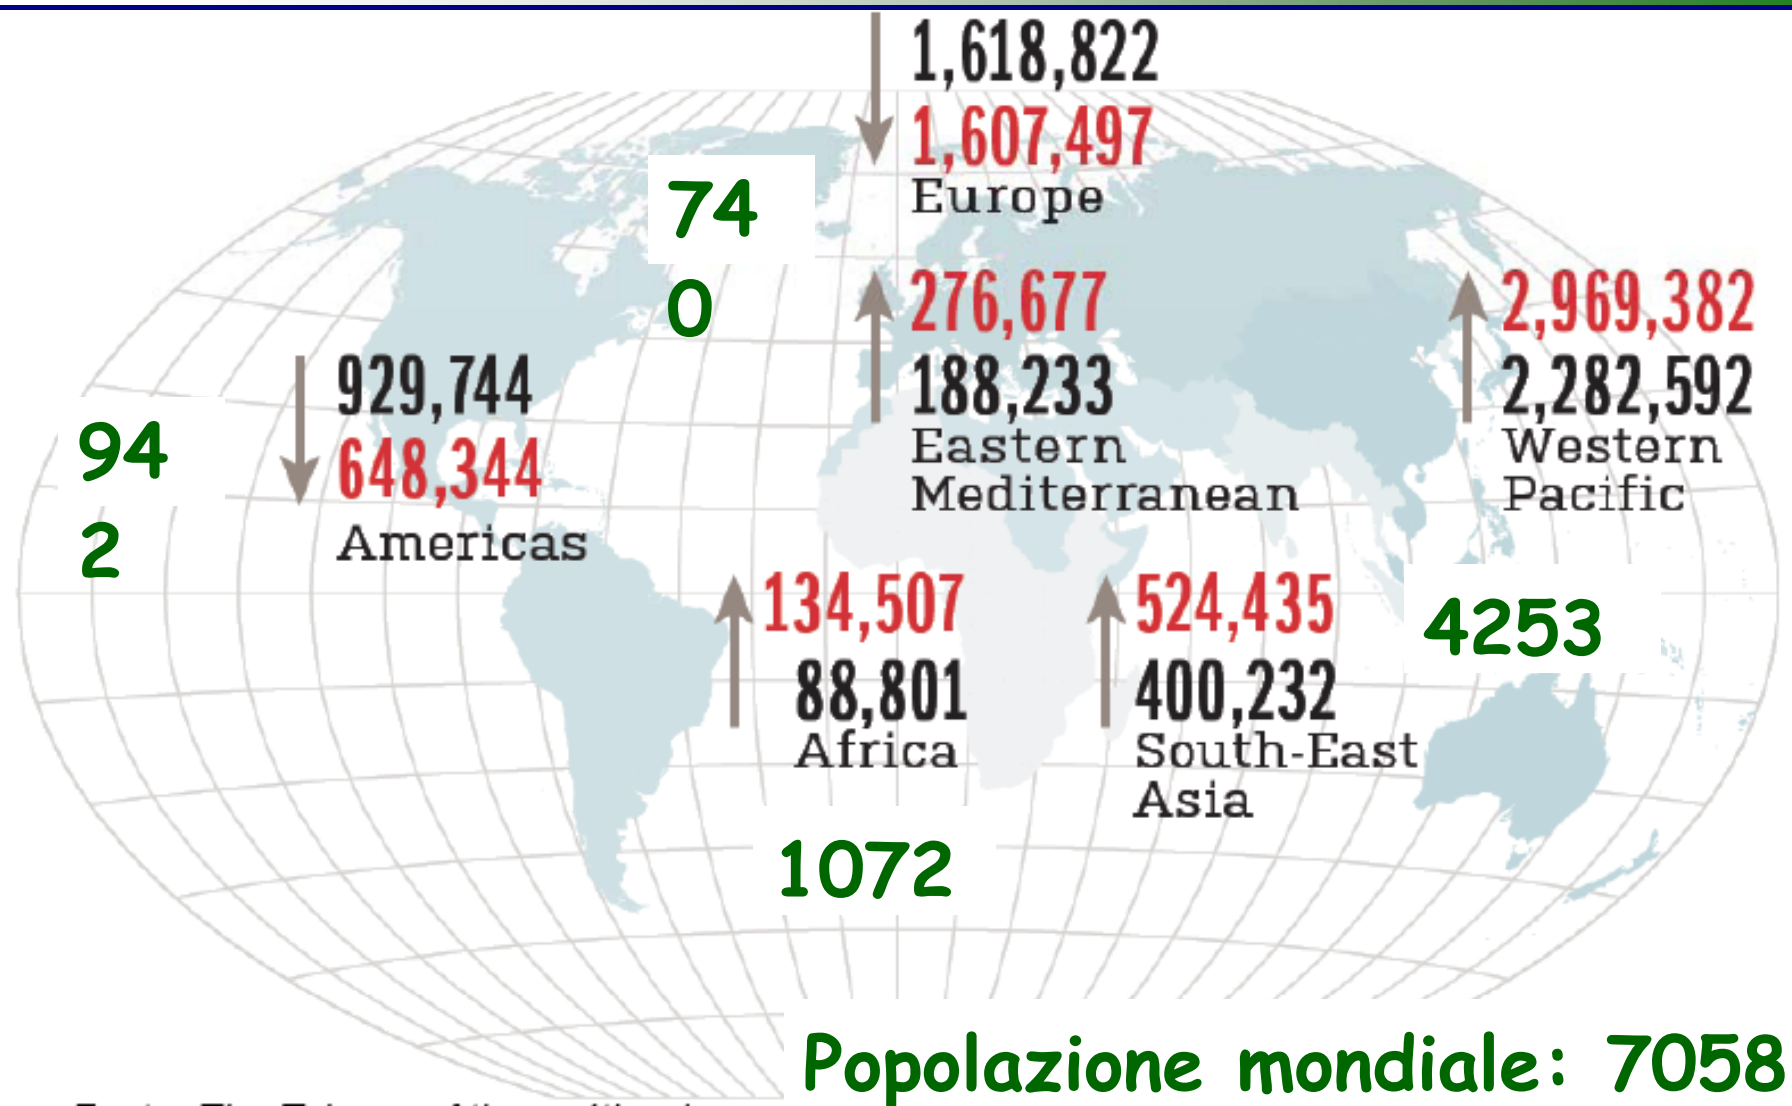 1,618,822
1,607,497
Europe
74
0
276,677
188,233
Eastern
Mediterranean
2,969,382
2,282,592
Western
Pacific
929,744
648,344
Americas
94
2
134,507
88,801
Africa
524,435
400,232
South-East
Asia
4253
1072
Popolazione mondiale: 7058